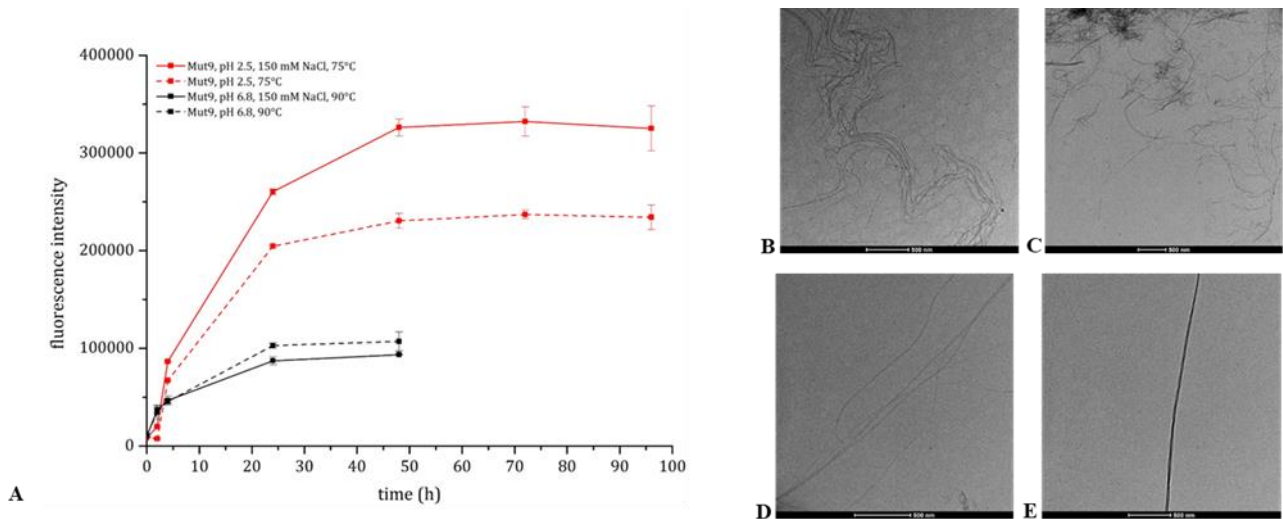 400000
300000
200000
100000
0
fluorescence intensity
Mut9, pH 2.5, 150 mM NaCl, 75°C
Mut9, pH 2.5, 75°C
Mut9, pH 6.8, 150 mM NaCl, 90°C
Mut9, pH 6.8, 90°C
0 10 20 30 40 50 60 70 80 90 100
time (h)
A
B
500 nm
C
500 nm
D
500 nm
E
500 nm